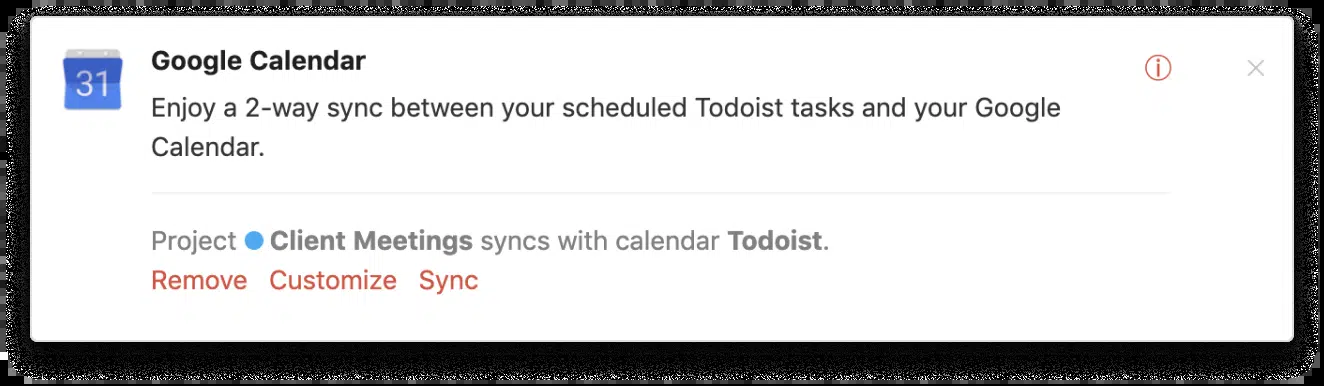 Google Calendar
31
Enjoy a 2-way sync between your scheduled Todoist tasks and your Google
Calendar.
Project Client Meetings syncs with calendar Todoist.
Remove Customize Sync